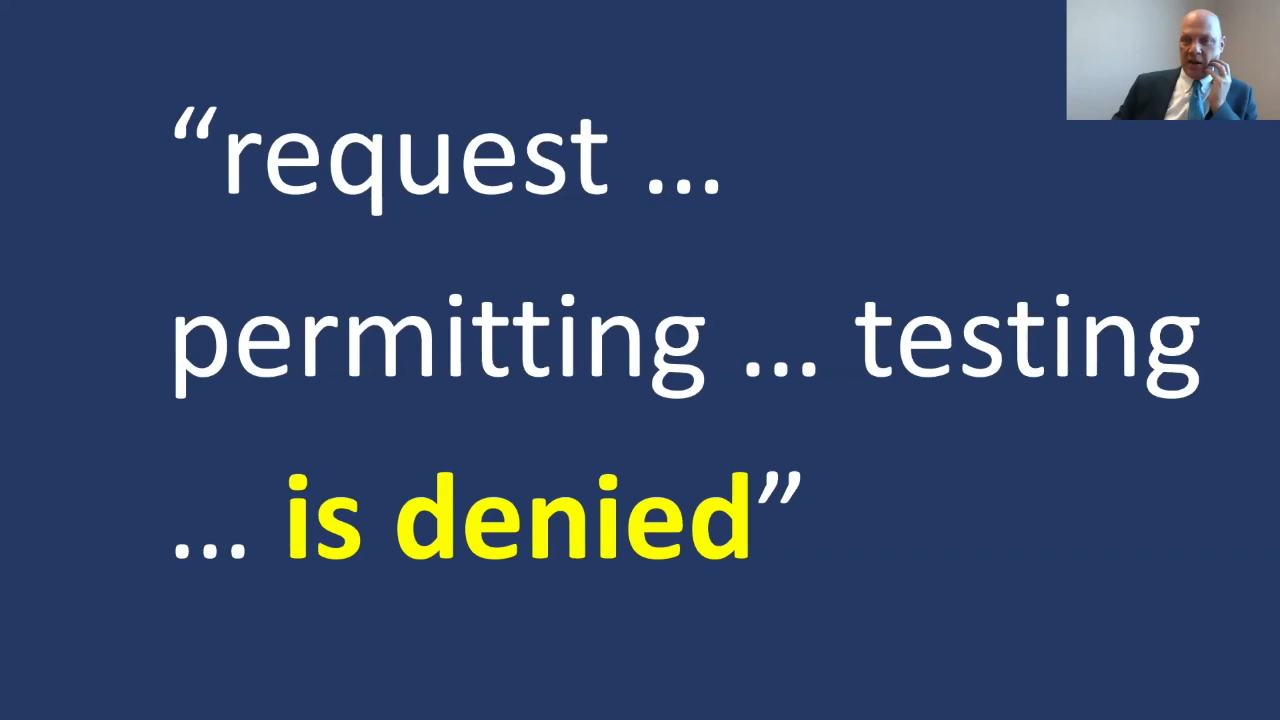 “request ...
permitting ... testing
... is denied”